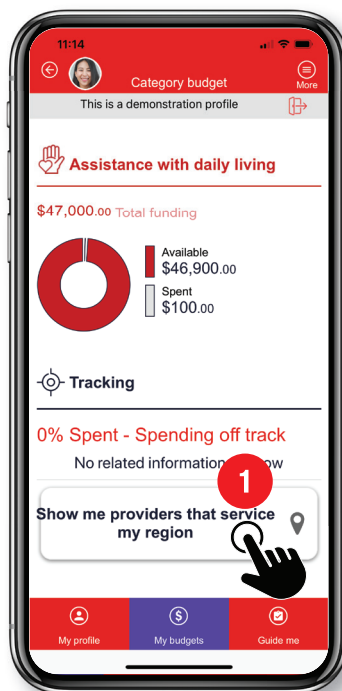 11:14
Category budget
More
This is a demonstration profile
Assistance with daily living
$47,000.00 Total funding
Available
$46,900.00
Spent
$100.00
Tracking
0% Spent - Spending off track
No related information
ow
1
Show me providers that service
my region
$
My profile
My budgets
Guide me